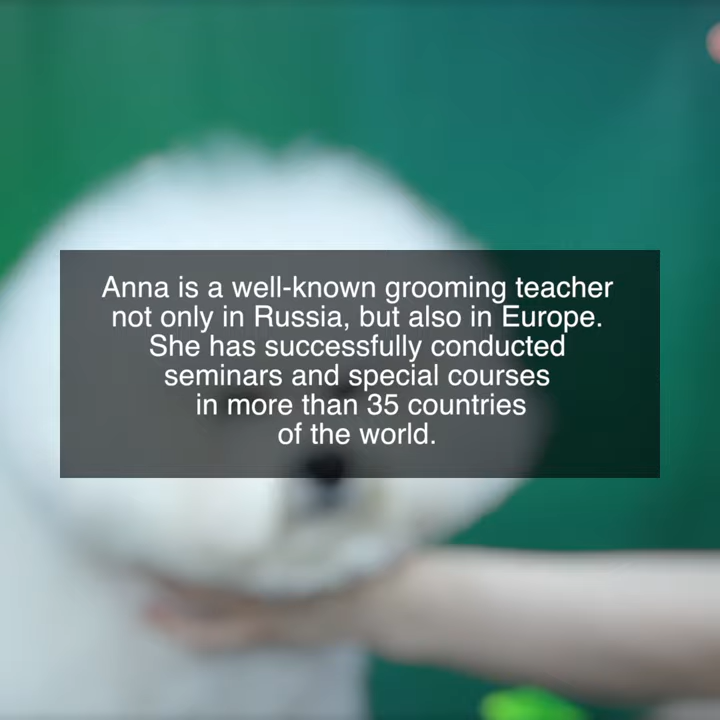 Anna is a well-known grooming teacher
not only in Russia, but also in Europe.
She has successfully conducted
seminars and special courses
in more than 35 countries
of the world.